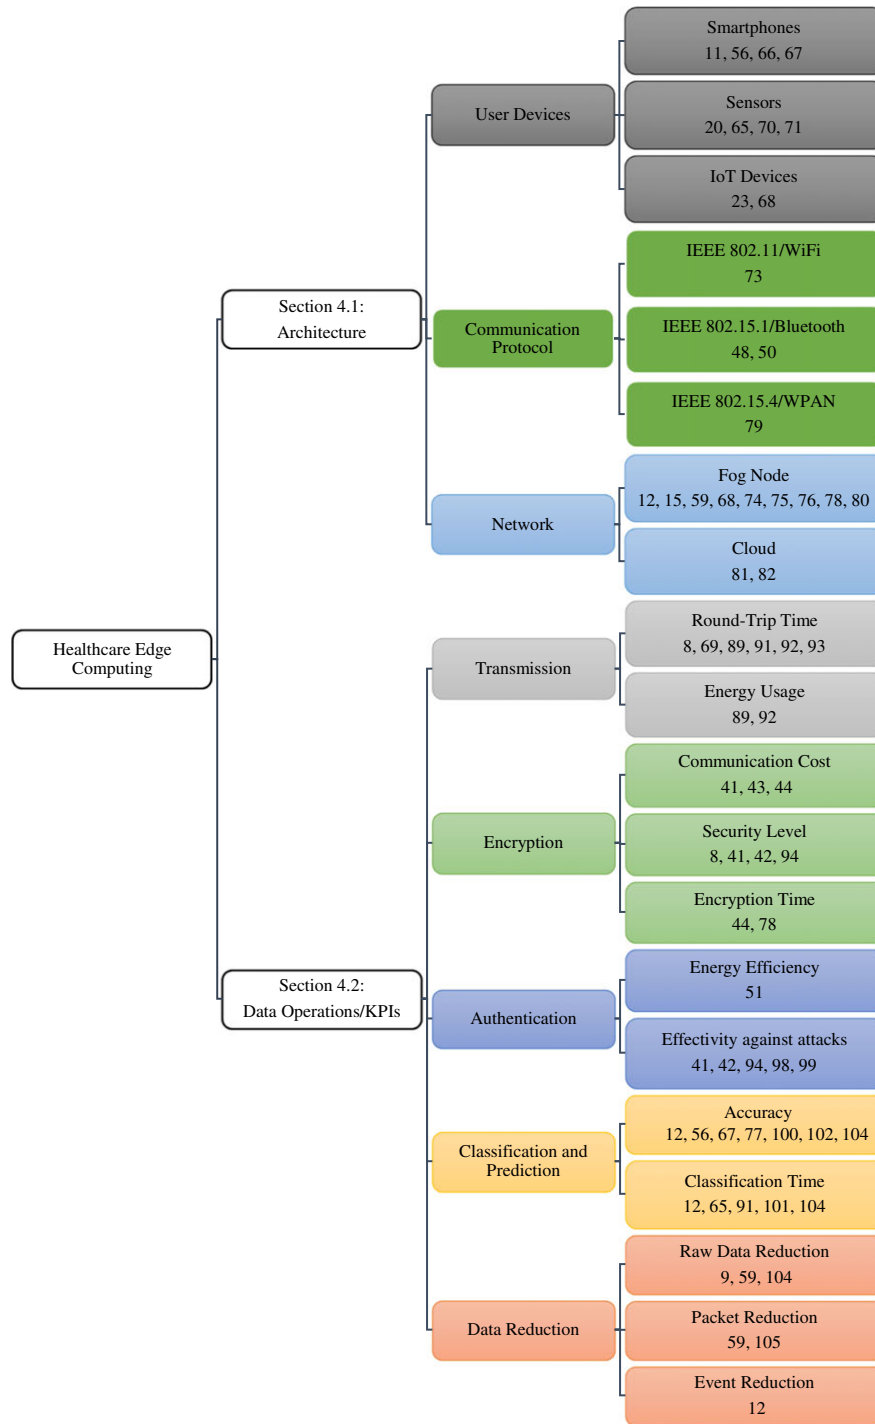 Healthcare Edge
Computing
Section 4.1:
Architecture
User Devices
Smartphones
11, 56, 66, 67
Sensors
20, 65, 70, 71
IoT Devices
23, 68
Communication
Protocol
IEEE 802.11/WiFi
73
IEEE 802.15.1/Bluetooth
48, 50
IEEE 802.15.4/WPAN
79
Network
Fog Node
12, 15, 59, 68, 74, 75, 76, 78, 80
Cloud
81, 82
Section 4.2:
Data Operations/KPIs
Transmission
Round-Trip Time
8, 69, 89, 91, 92, 93
Energy Usage
89, 92
Encryption
Communication Cost
41, 43, 44
Security Level
8, 41, 42, 94
Encryption Time
44, 78
Authentication
Energy Efficiency
51
Effectivity against attacks
41, 42, 94, 98, 99
Classification and
Prediction
Accuracy
12, 56, 67, 77, 100, 102, 104
Classification Time
12, 65, 91, 101, 104
Data Reduction
Raw Data Reduction
9, 59, 104
Packet Reduction
59, 105
Event Reduction
12